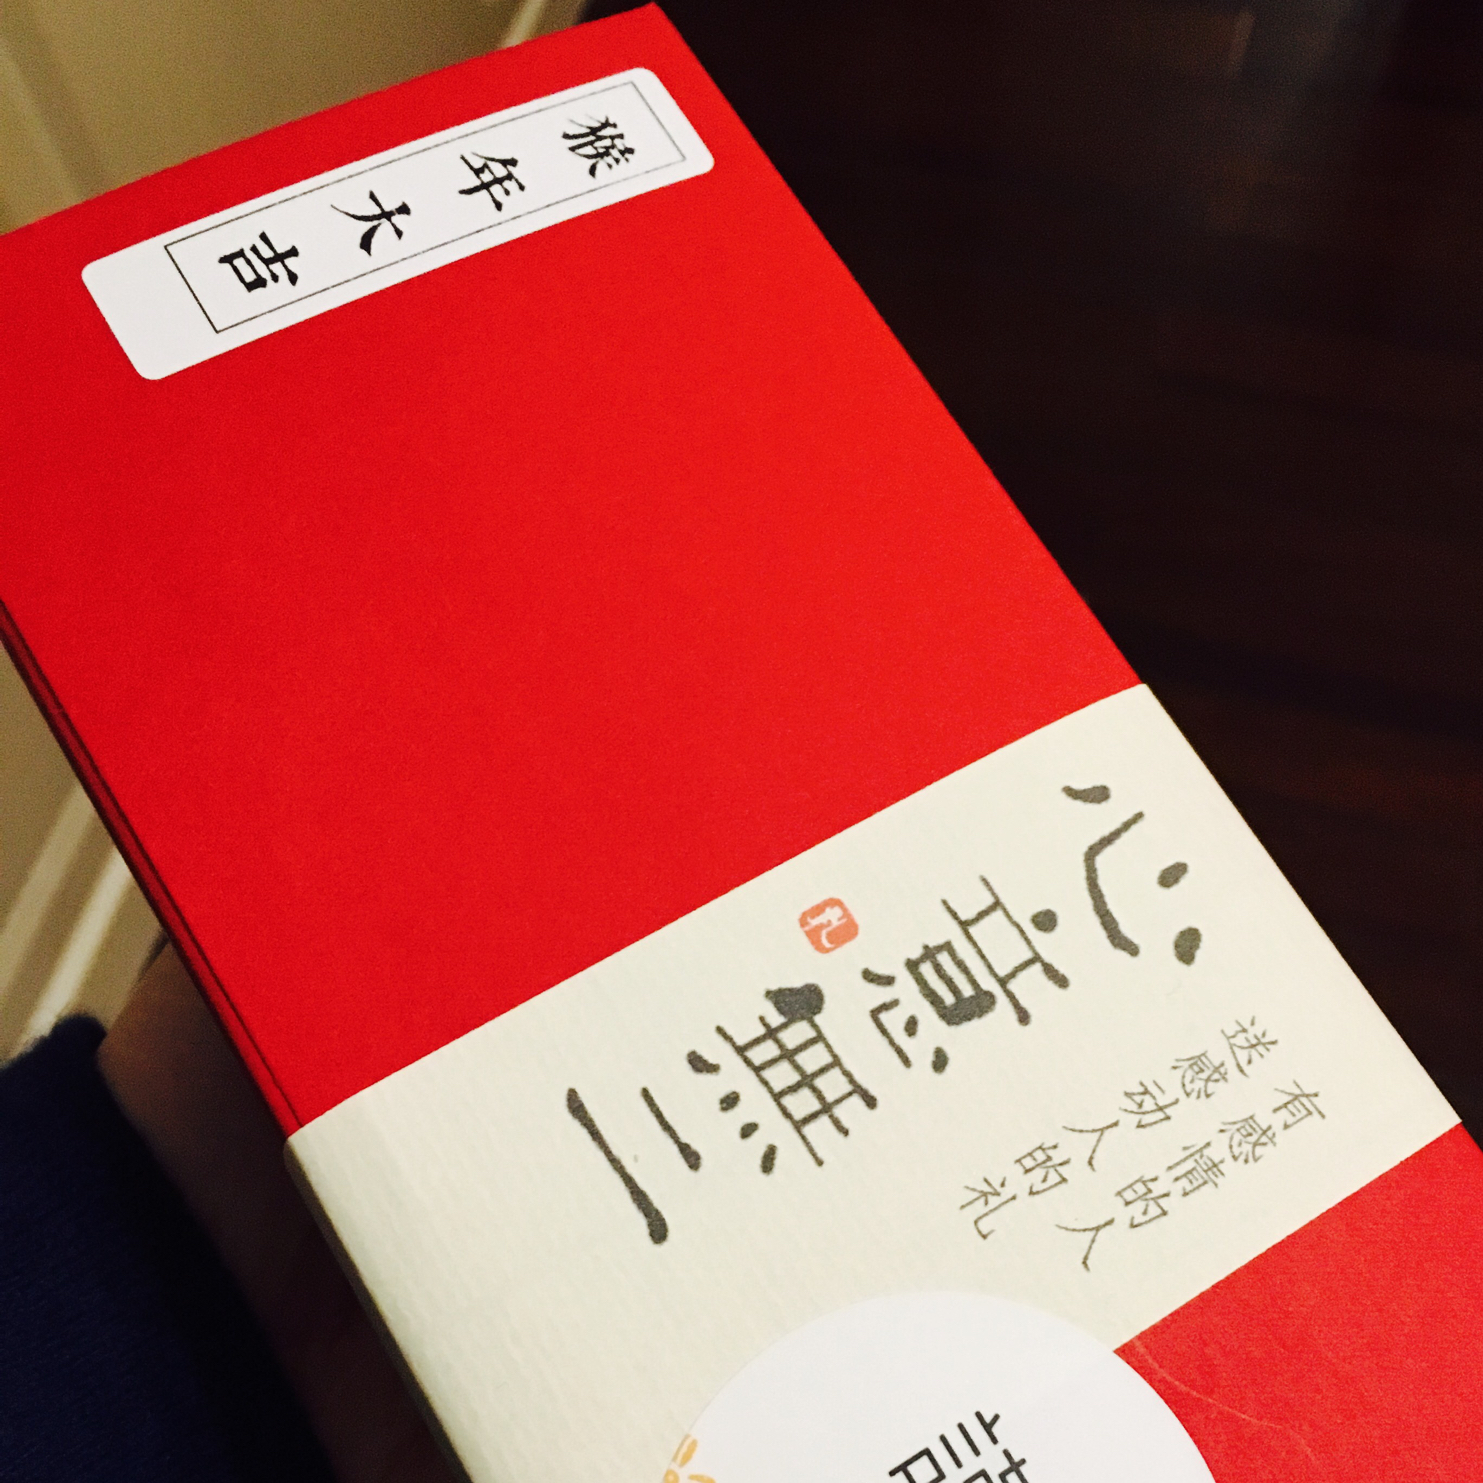 猴年大吉
心意無二
有感情的人
送感动人的礼